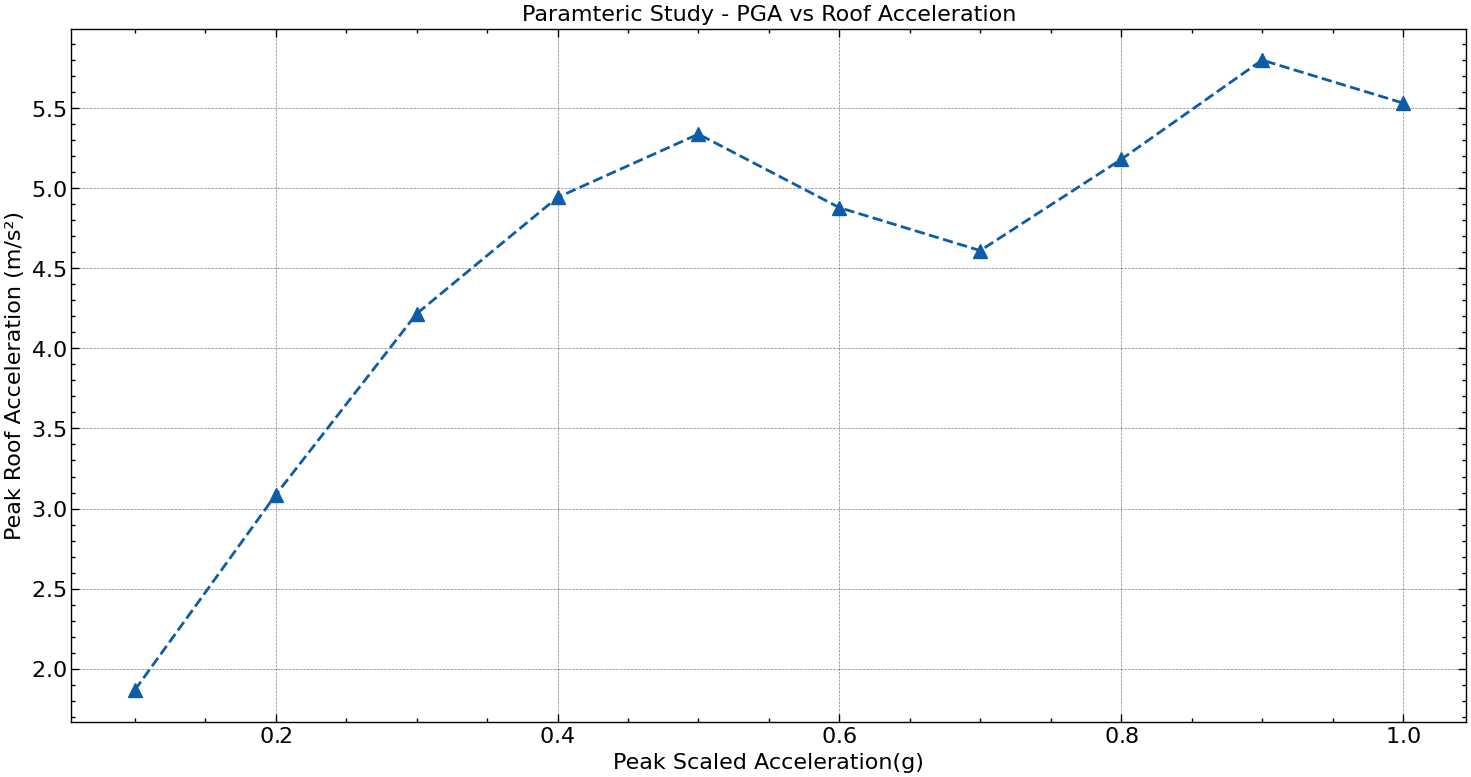 Paramteric Study - PGA vs Roof Acceleration
Peak Roof Acceleration (m/s²)
5.5
5.0
4.5
4.0
3.5
3.0
2.5
2.0
0.2 0.4 0.6 0.8 1.0
Peak Scaled Acceleration(g)